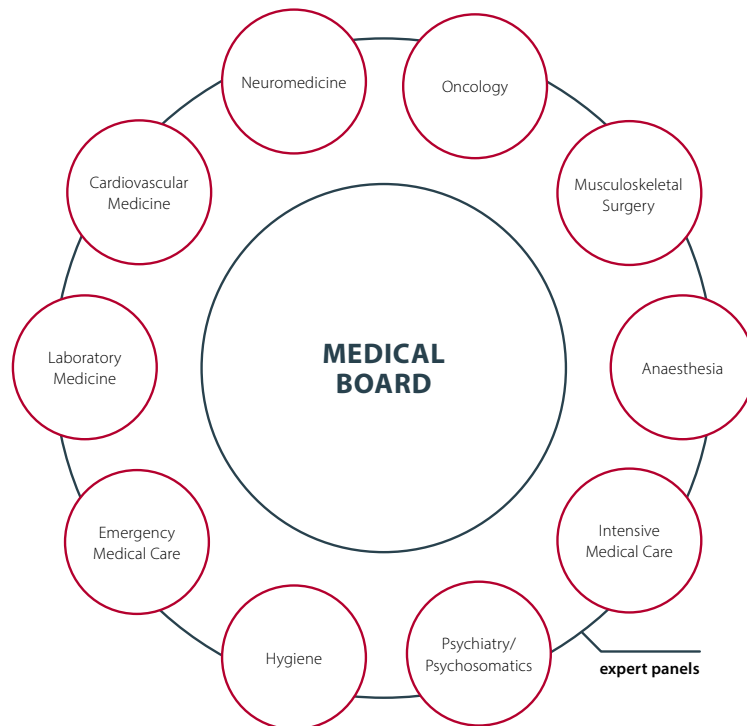 Neuromedicine
Oncology
Cardiovascular
Medicine
Musculoskeletal
Surgery
MEDICAL
BOARD
Laboratory
Medicine
Anaesthesia
Emergency
Medical Care
Intensive
Medical Care
Hygiene
Psychiatry/
Psychosomatics
expert panels